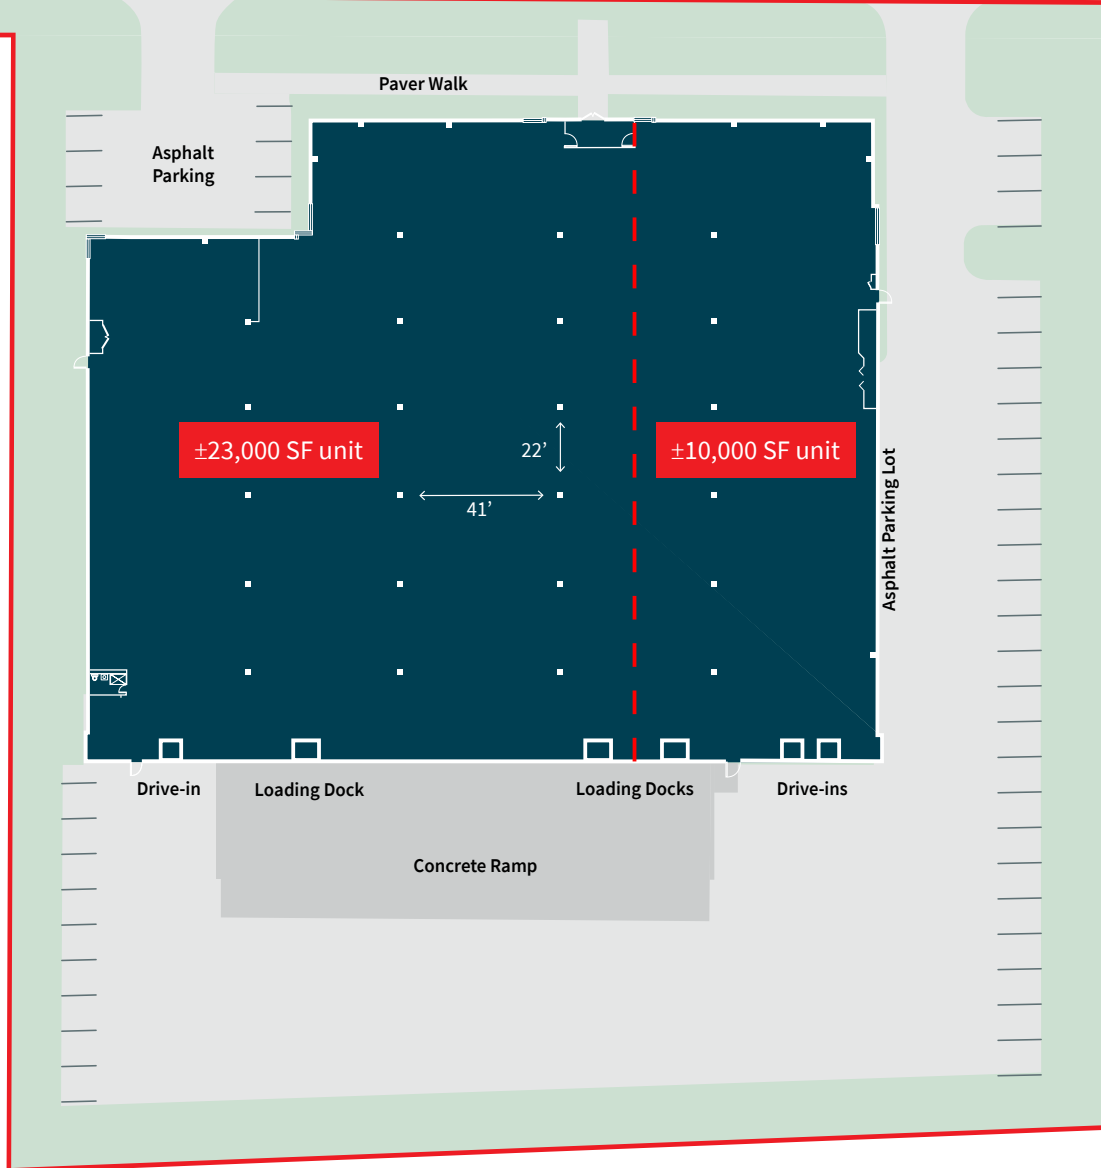 Paver Walk
Asphalt
Parking
±23,000 SF unit
22’
±10,000 SF unit
41’
Asphalt Parking Lot
Drive-in
Loading Dock
Loading Docks
Drive-ins
Concrete Ramp